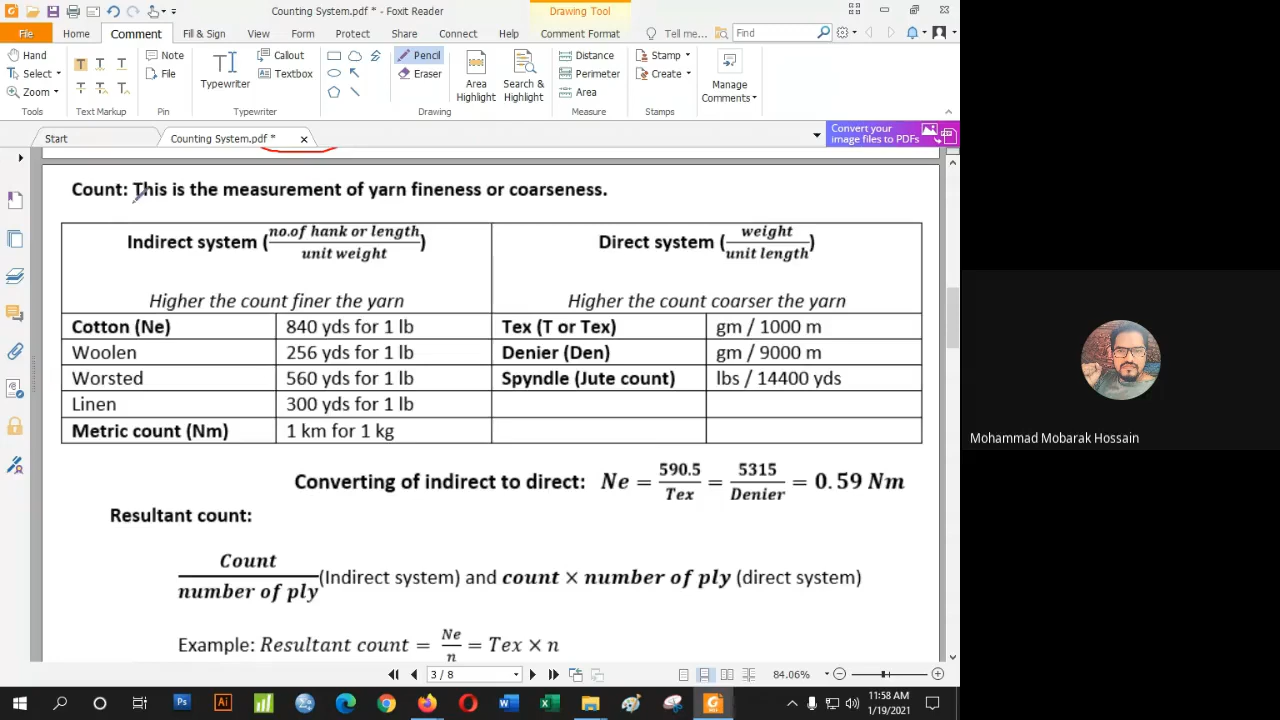 Counting System.pdf * - Foxit Reader
Drawing Tool
File Home Comment Fill & Sign View Form Protect Share Connect Help Comment Format Tell me... Find
Hand Note Callout Pencil Distance Stamp
Select File Textbox Eraser Perimeter Create
Zoom Typewriter Area Highlight Search & Highlight Area Manage Comments
Tools Text Markup Pin Typewriter Drawing Measure Stamps
Start Counting System.pdf * Convert your image files to PDFs
Count: This is the measurement of yarn fineness or coarseness.
Indirect system (no.of hank or length / unit weight) Direct system (weight / unit length)
Higher the count finer the yarn Higher the count coarser the yarn
Cotton (Ne) 840 yds for 1 lb Tex (T or Tex) gm / 1000 m
Woolen 256 yds for 1 lb Denier (Den) gm / 9000 m
Worsted 560 yds for 1 lb Spyndle (Jute count) lbs / 14400 yds
Linen 300 yds for 1 lb
Metric count (Nm) 1 km for 1 kg
Converting of indirect to direct: Ne = 590.5 / Tex = 5315 / Denier = 0.59 Nm
Resultant count:
Count / number of ply (Indirect system) and count × number of ply (direct system)
Example: Resultant count = Ne / n = Tex × n
Mohammad Mobarak Hossain
3 / 8 84.06%
11:58 AM
1/19/2021